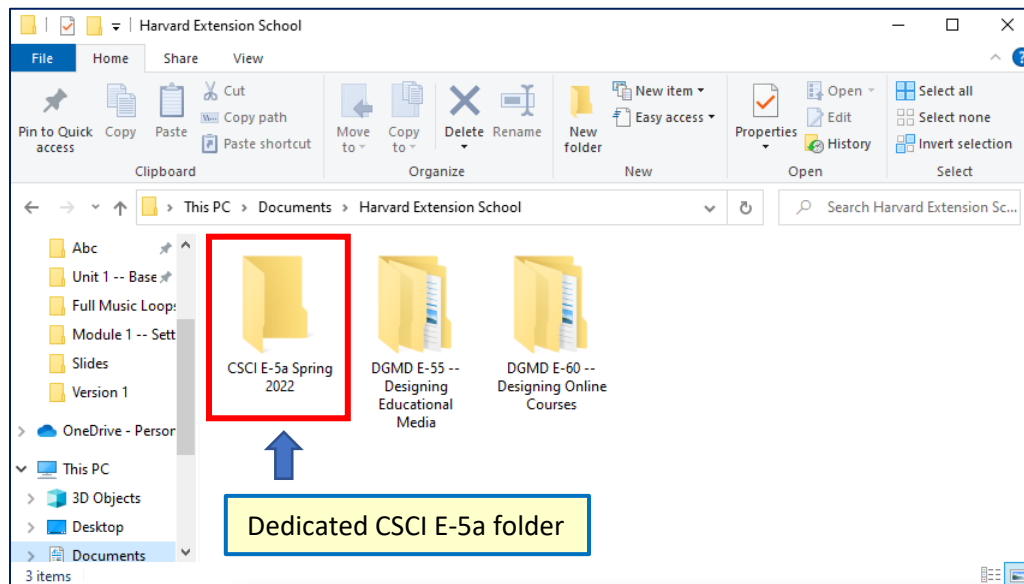 Harvard Extension School
File Home Share View
Pin to Quick access
Copy
Paste
Cut
Copy path
Paste shortcut
Clipboard
Move to
Copy to
Delete
Rename
Organize
New folder
New item
Easy access
New
Properties
Open
Edit
History
Open
Select all
Select none
Invert selection
Select
This PC > Documents > Harvard Extension School
Search Harvard Extension Sc...
Abc
Unit 1 -- Base
Full Music Loops
Module 1 -- Sett
Slides
Version 1
OneDrive - Person
This PC
3D Objects
Desktop
Documents
CSCI E-5a Spring
2022
DGMD E-55 --
Designing
Educational
Media
DGMD E-60 --
Designing Online
Courses
Dedicated CSCI E-5a folder
3 items